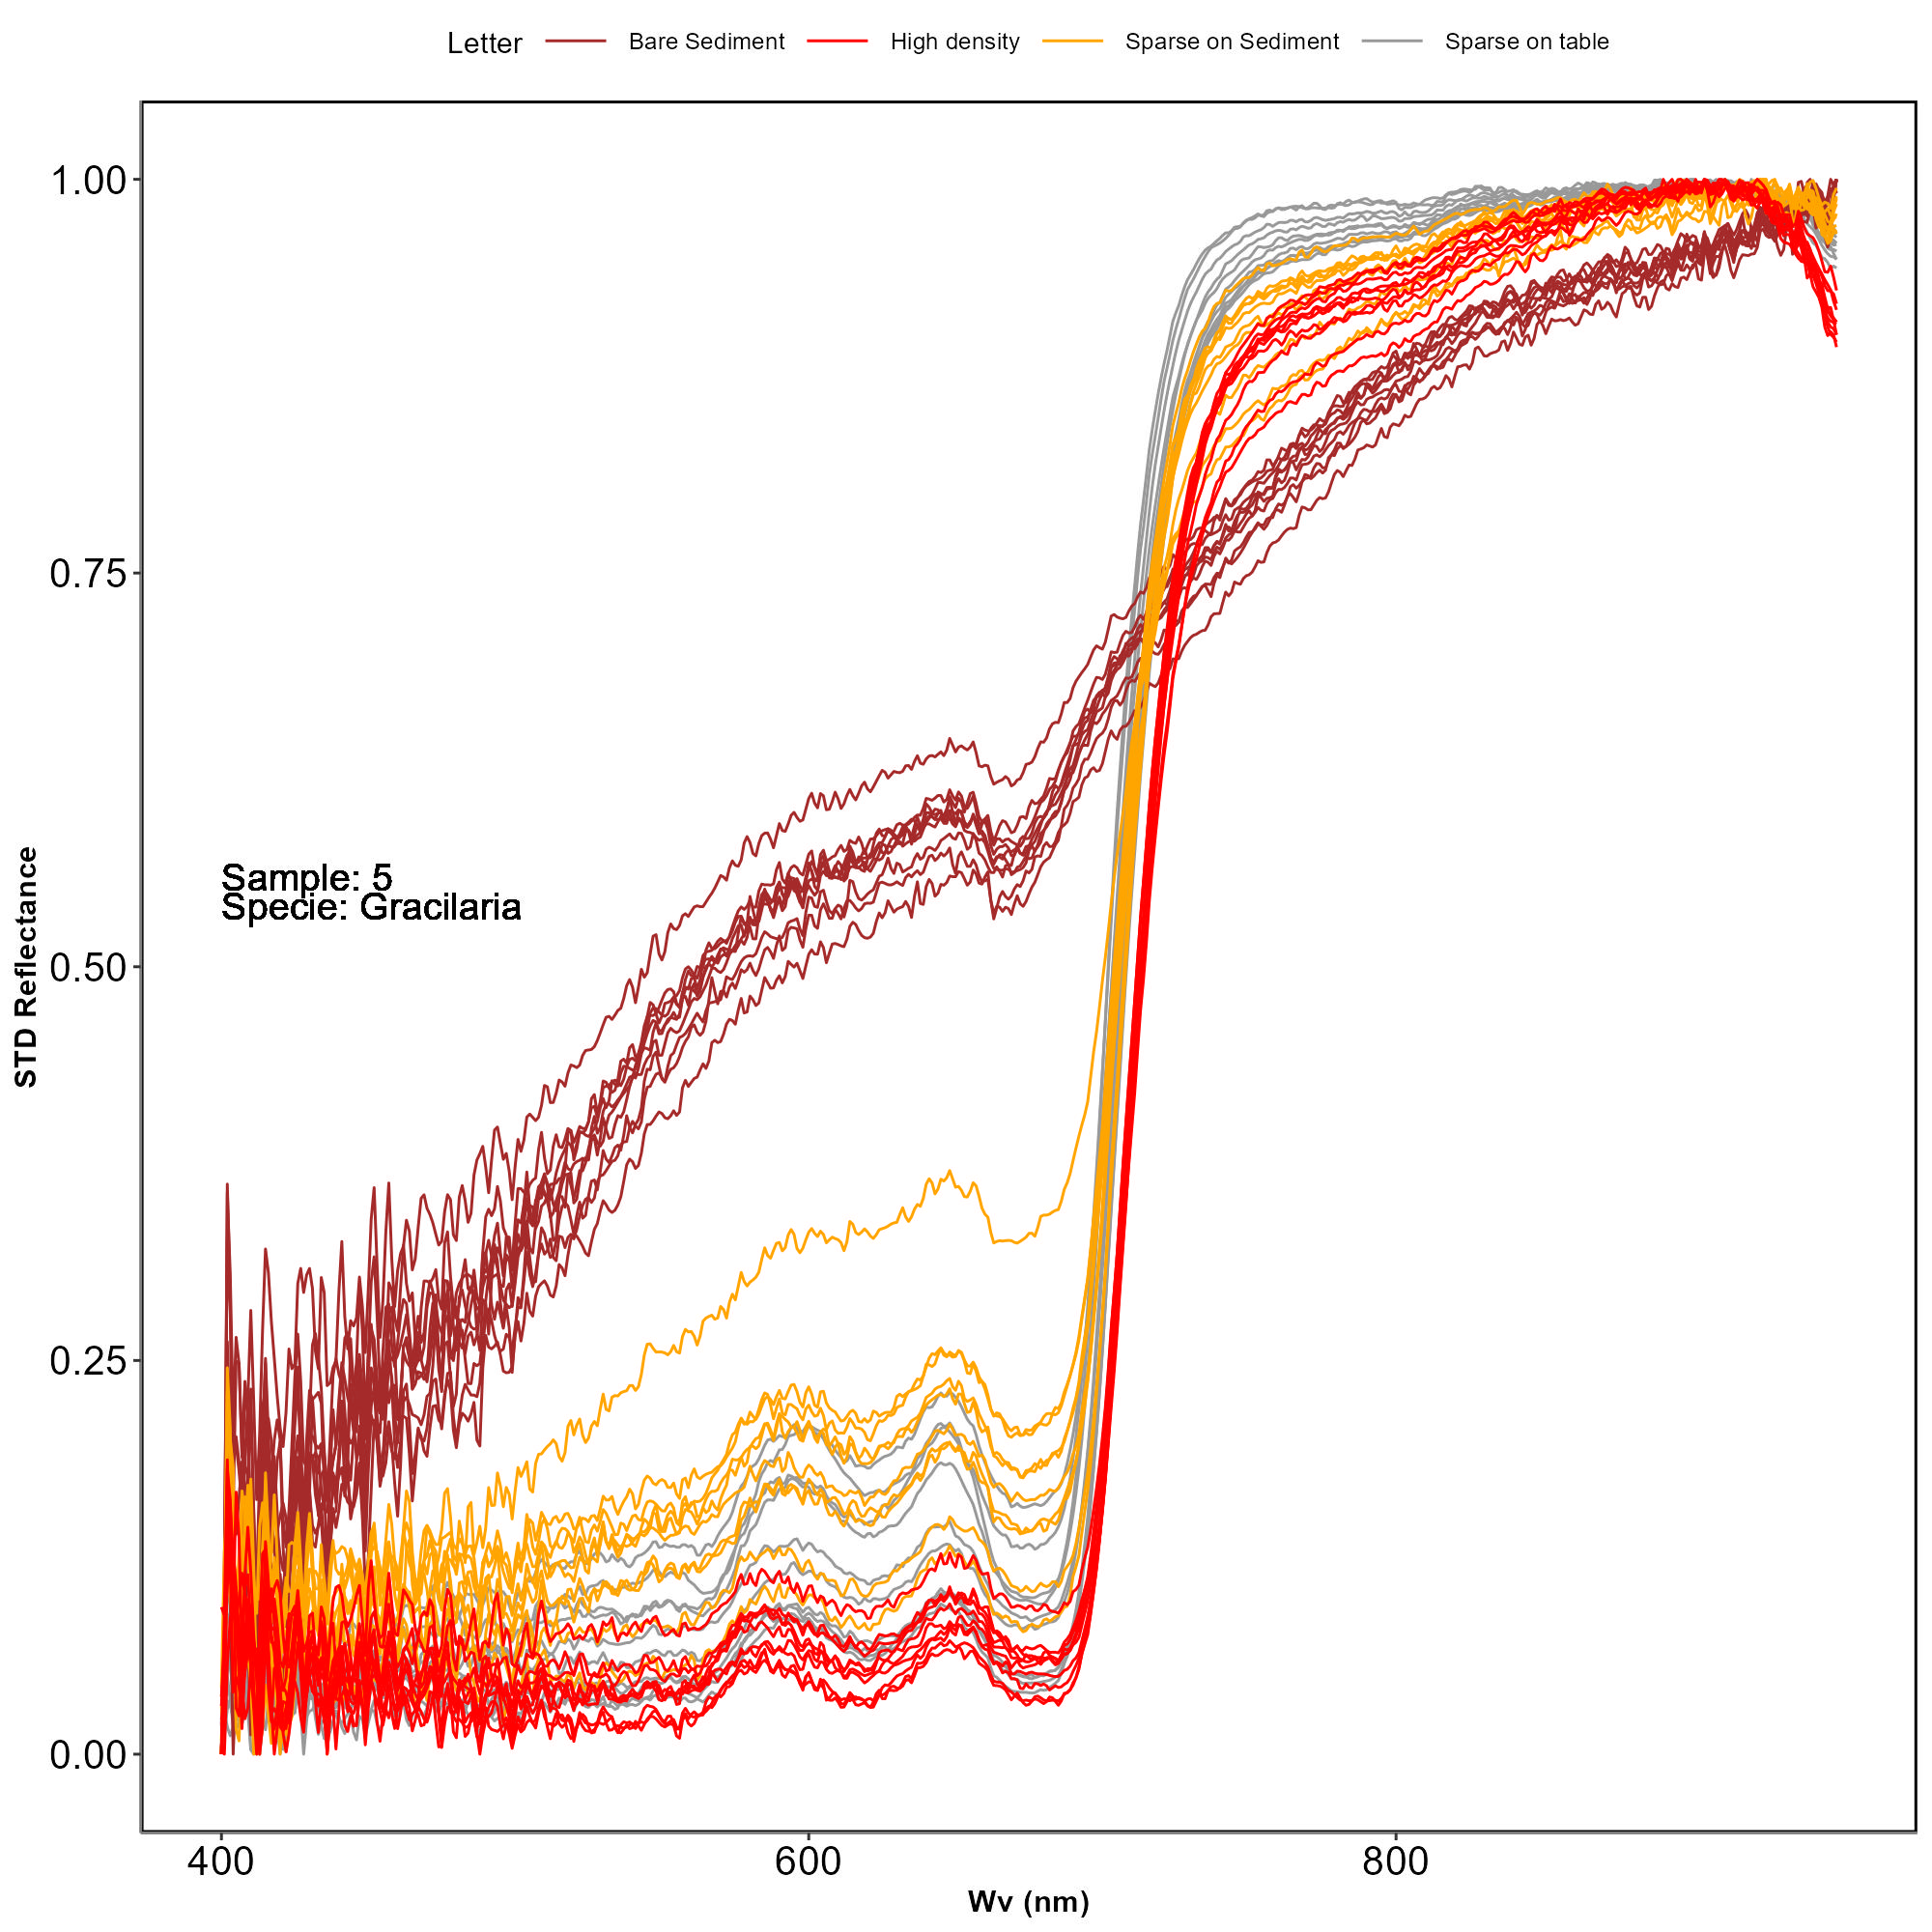 Letter Bare Sediment High density Sparse on Sediment Sparse on table
1.00
0.75
Sample: 5
Specie: Gracilaria
0.50
0.25
0.00
STD Reflectance
400 600 800
Wv (nm)